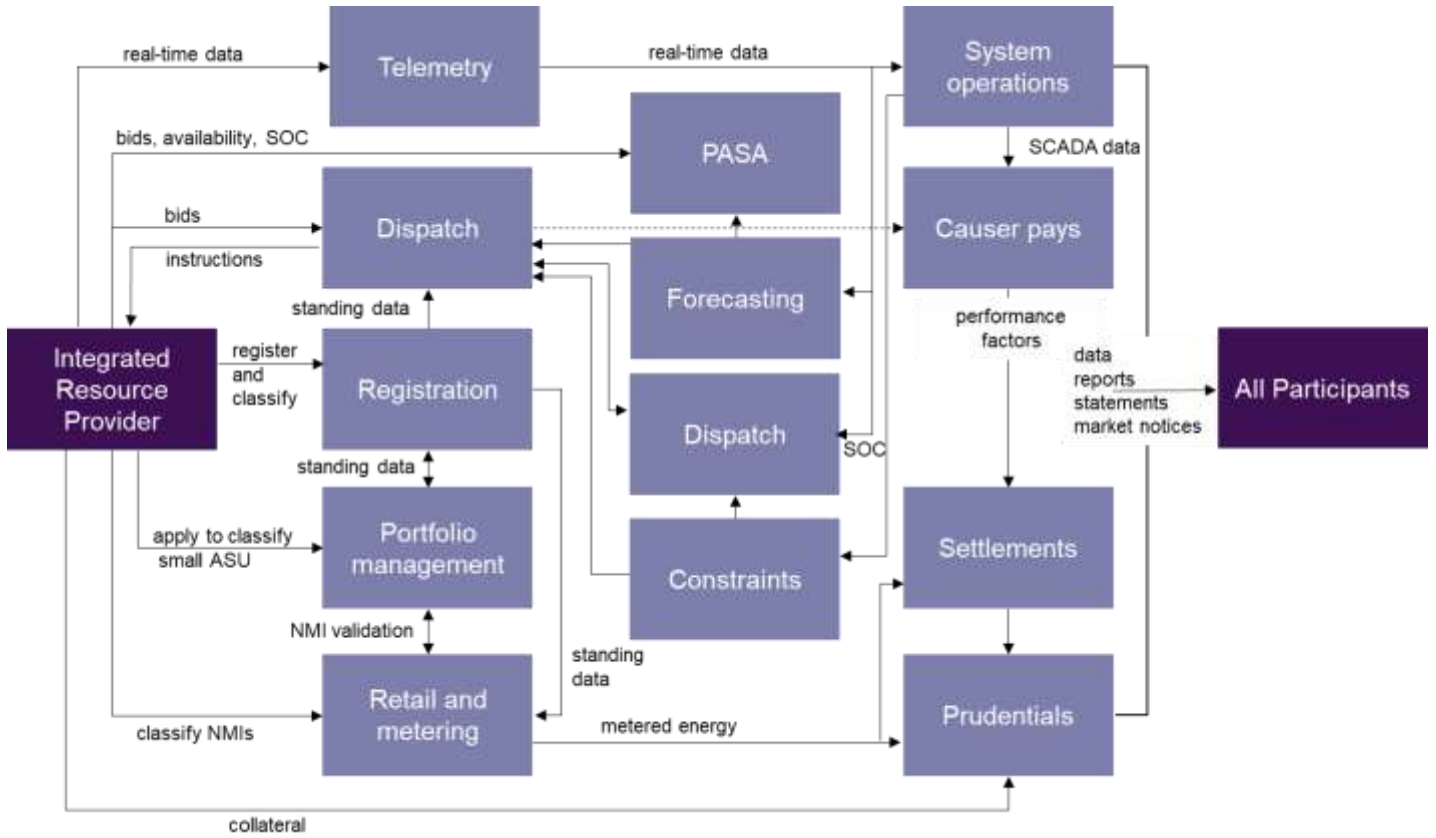 real-time data
Telemetry
real-time data
System
operations
bids, availability, SOC
PASA
SCADA data
bids
Dispatch
Causer pays
instructions
Forecasting
standing data
performance
factors
Integrated
Resource
Provider
register
and
classify
Registration
data
reports
statements
market notices
All Participants
Dispatch
SOC
standing data
apply to classify
small ASU
Portfolio
management
Constraints
Settlements
NMI validation
standing
data
Retail and
metering
metered energy
Prudentials
classify NMIs
collateral